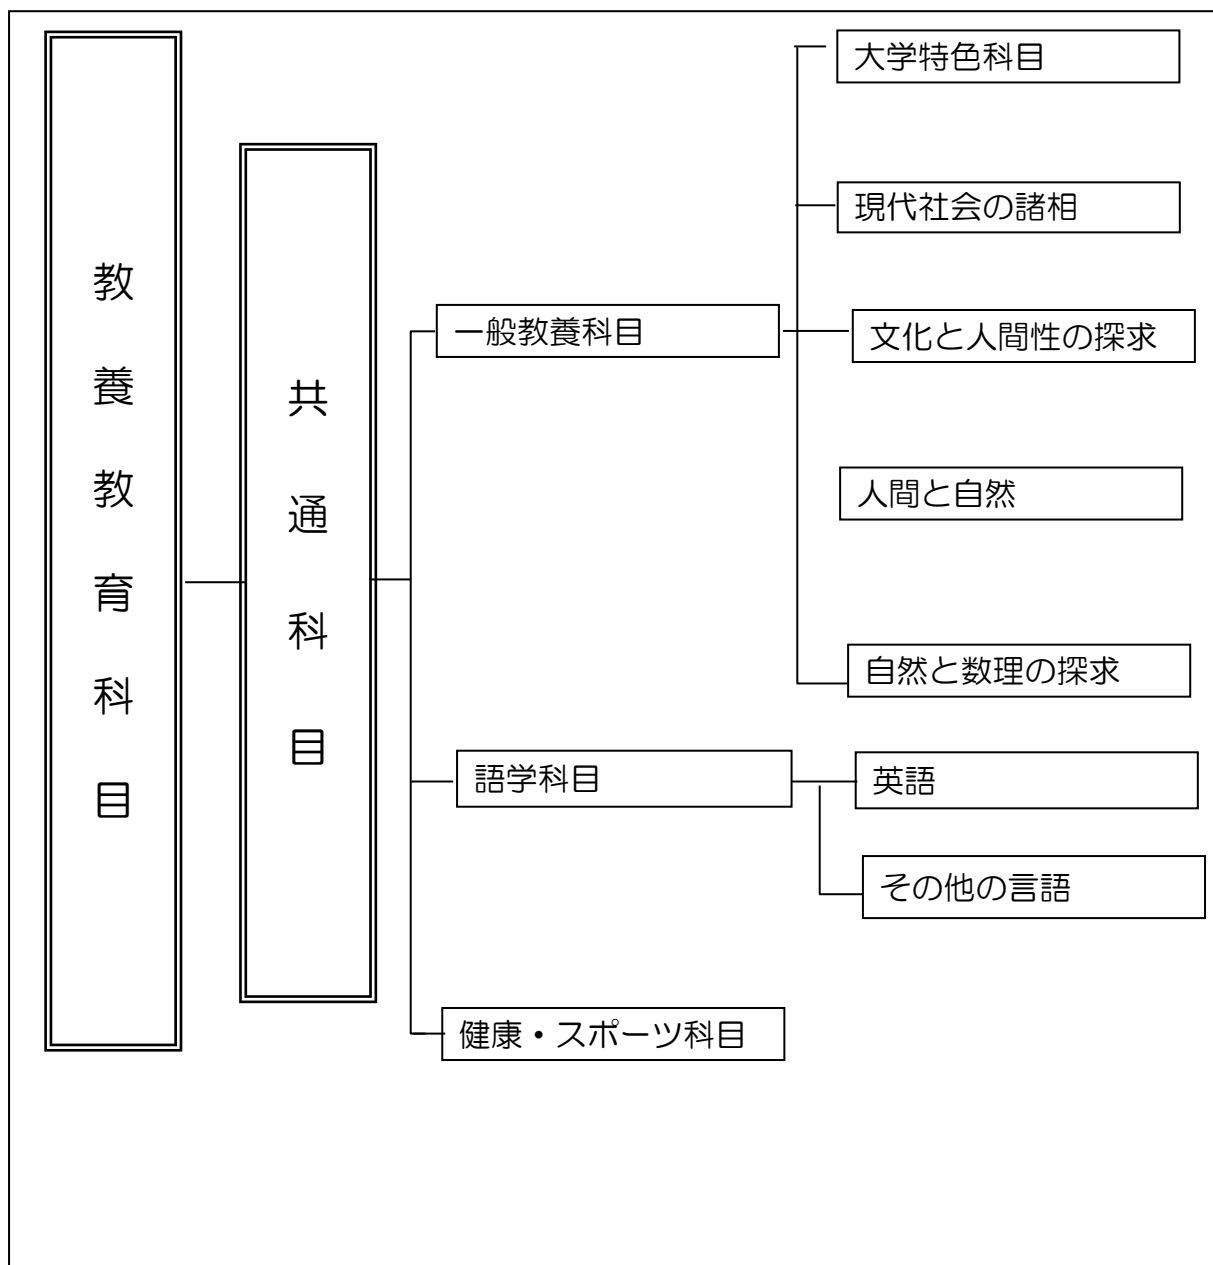 教養教育科目
共通科目
一般教養科目
大学特色科目
現代社会の諸相
文化と人間性の探求
人間と自然
自然と数理の探求
語学科目
英語
その他の言語
健康・スポーツ科目